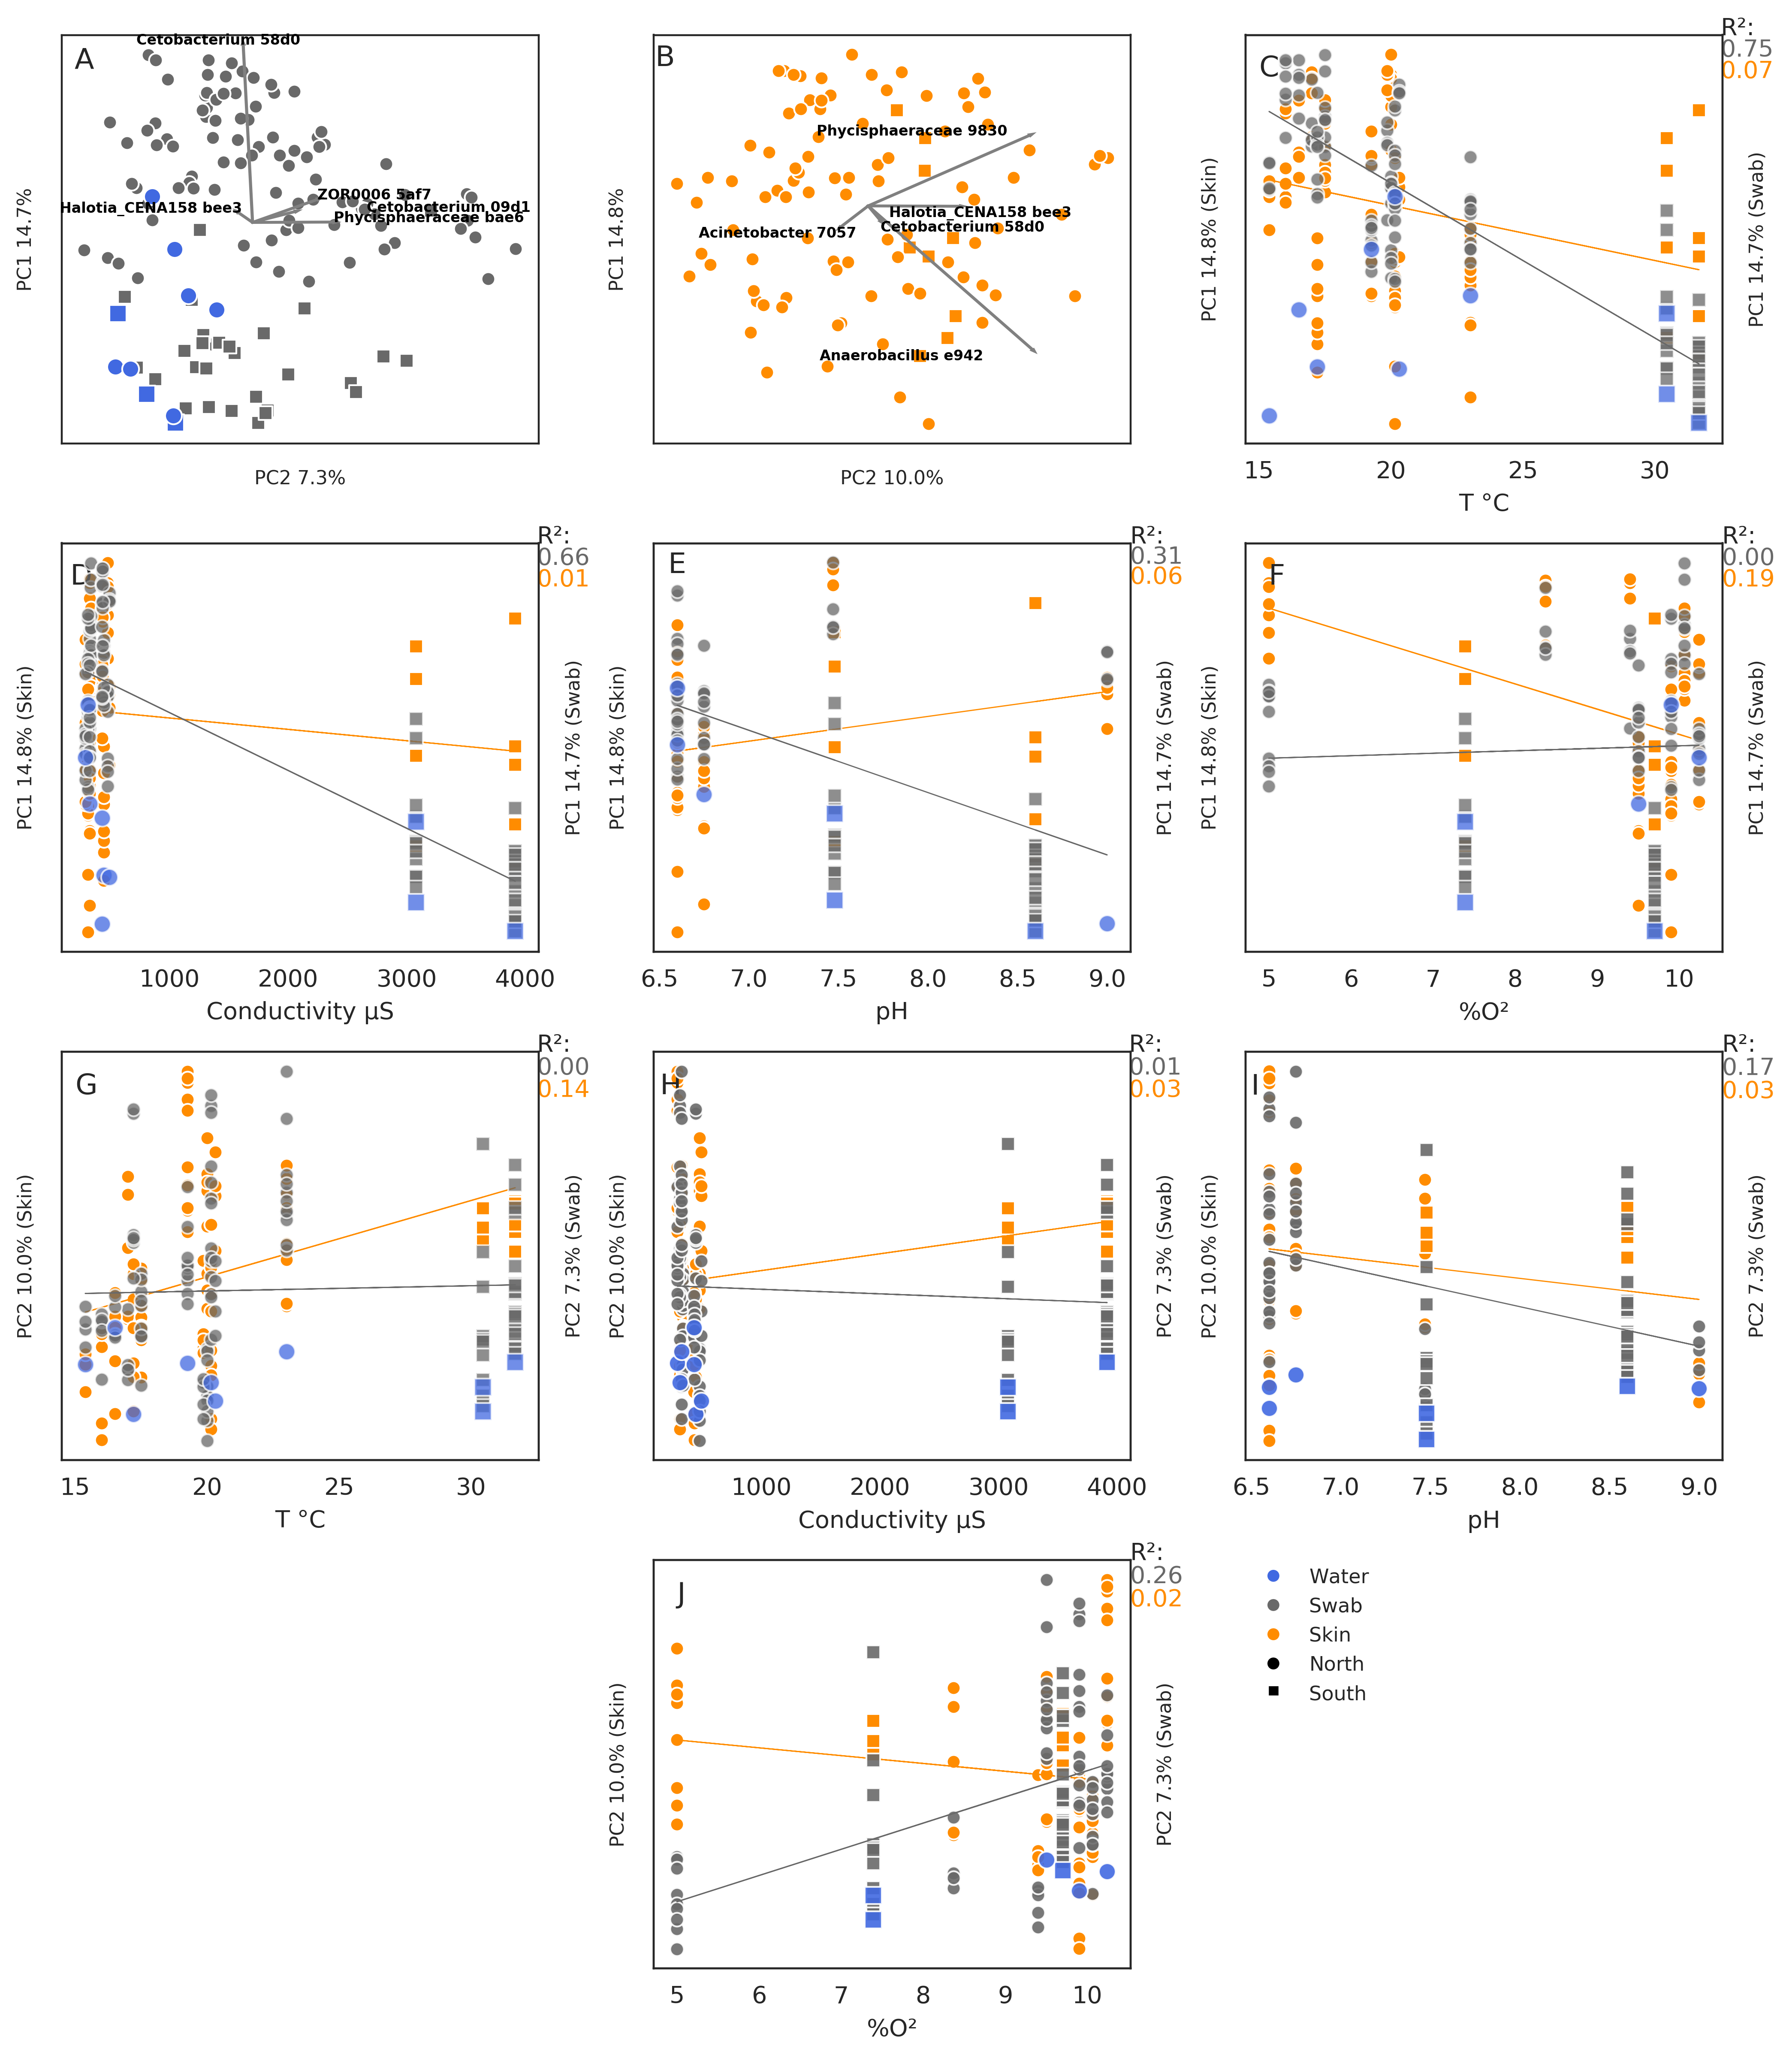 A
Cetobacterium 58d0
ZOR0006 5af7
Halotia_CENA158 bee3
Cetobacterium 09d1
Phycisphaeraceae bae6
PC1 14.7%
PC2 7.3%
B
Phycisphaeraceae 9830
Halotia_CENA158 bee3
Cetobacterium 58d0
Acinetobacter 7057
Anaerobacillus e942
PC1 14.8%
PC2 10.0%
C
R²:
0.75
0.07
PC1 14.8% (Skin)
PC1 14.7% (Swab)
15 20 25 30
T °C
D
R²:
0.66
0.01
PC1 14.8% (Skin)
PC1 14.7% (Swab)
1000 2000 3000 4000
Conductivity µS
E
R²:
0.31
0.06
PC1 14.8% (Skin)
PC1 14.7% (Swab)
6.5 7.0 7.5 8.0 8.5 9.0
pH
F
R²:
0.00
0.19
PC1 14.8% (Skin)
PC1 14.7% (Swab)
5 6 7 8 9 10
%O²
G
R²:
0.00
0.14
PC2 10.0% (Skin)
PC2 7.3% (Swab)
15 20 25 30
T °C
H
R²:
0.01
0.03
PC2 10.0% (Skin)
PC2 7.3% (Swab)
1000 2000 3000 4000
Conductivity µS
I
R²:
0.17
0.03
PC2 10.0% (Skin)
PC2 7.3% (Swab)
6.5 7.0 7.5 8.0 8.5 9.0
pH
J
R²:
0.26
0.02
PC2 10.0% (Skin)
PC2 7.3% (Swab)
5 6 7 8 9 10
%O²
Water
Swab
Skin
North
South